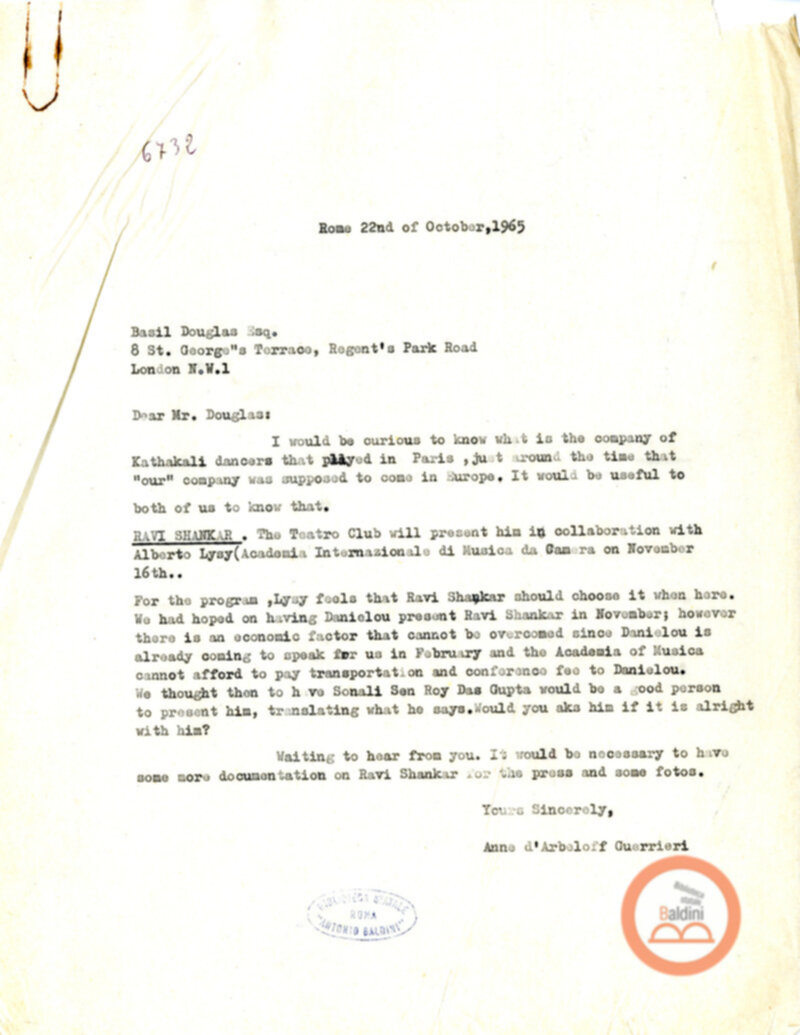 6732
Rome 22nd of October,1965
Basil Douglas Esq.
8 St. George"s Terrace, Regent's Park Road
London N.W.1
Dear Mr. Douglas:
I would be curious to know what is the company of
Kathakali dancers that played in Paris ,just around the time that
"our" company was supposed to come in Europe. It would be useful to
both of us to know that.
RAVI SHANKAR . The Teatro Club will present him in collaboration with
Alberto Lysy(Academia Internazionale di Musica da Camera on November
16th..
For the program ,Lysy feels that Ravi Shankar should choose it when here.
We had hoped on having Danielou present Ravi Shankar in November; however
there is an economic factor that cannot be overcomed since Danielou is
already coming to speak for us in February and the Academia of Musica
cannot afford to pay transportation and conference fee to Danielou.
We thought then to have Sonali Sen Roy Das Gupta would be a good person
to present him, translating what he says.Would you aks him if it is alright
with him?
Waiting to hear from you. It would be necessary to have
some more documentation on Ravi Shankar for the press and some fotos.
Yours Sincerely,
Anne d'Arbeloff Guerrieri
BIBLIOTECA STATALE
ROMA
"ANTONIO BALDINI"
Biblioteca
statale
Baldini